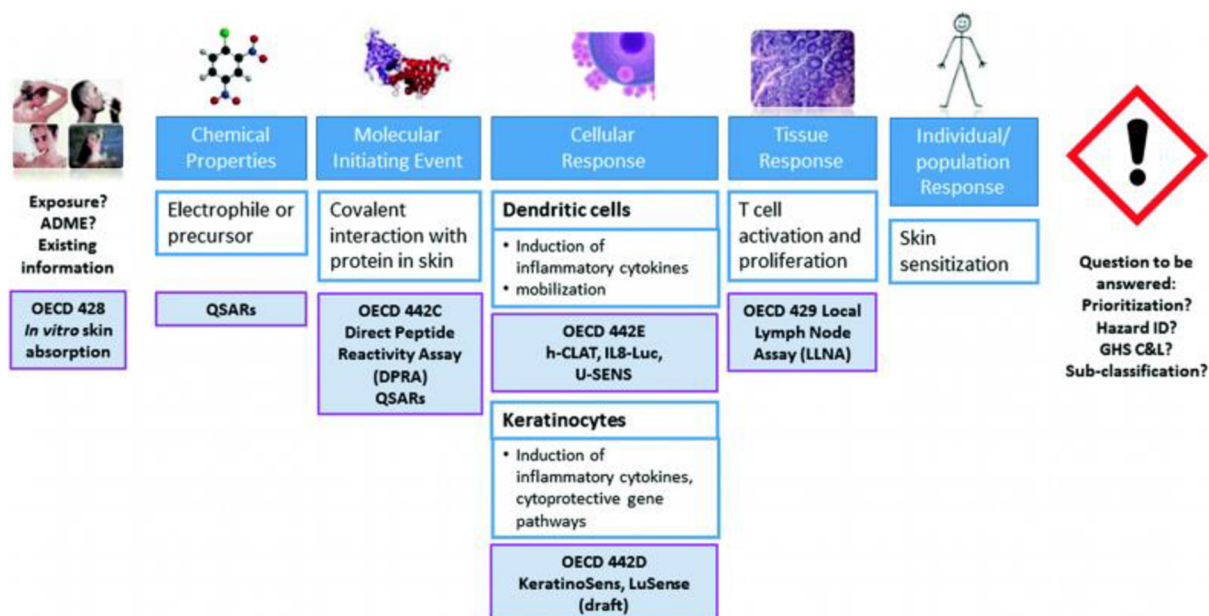 Exposure?
ADME?
Existing
information
OECD 428
In vitro skin
absorption
Chemical
Properties
Electrophile or
precursor
QSARs
Molecular
Initiating Event
Covalent
interaction with
protein in skin
OECD 442C
Direct Peptide
Reactivity Assay
(DPRA)
QSARs
Cellular
Response
Dendritic cells
• Induction of
inflammatory cytokines
• mobilization
OECD 442E
h-CLAT, IL8-Luc,
U-SENS
Keratinocytes
• Induction of
inflammatory cytokines,
cytoprotective gene
pathways
OECD 442D
KeratinoSens, LuSense
(draft)
Tissue
Response
T cell
activation and
proliferation
OECD 429 Local
Lymph Node
Assay (LLNA)
Individual/
population
Response
Skin
sensitization
!
Question to be
answered:
Prioritization?
Hazard ID?
GHS C&L?
Sub-classification?